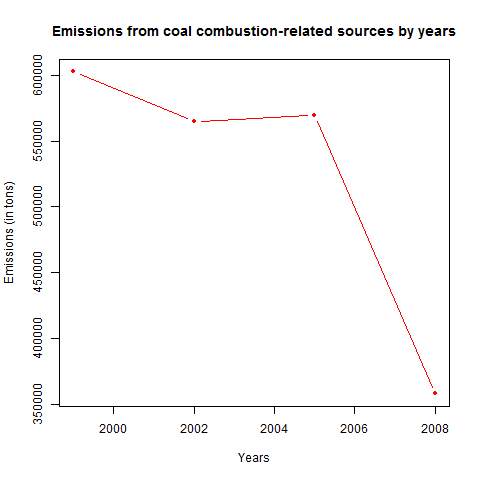 Emissions from coal combustion-related sources by years
600000
550000
500000
450000
400000
350000
Emissions (in tons)
2000 2002 2004 2006 2008
Years